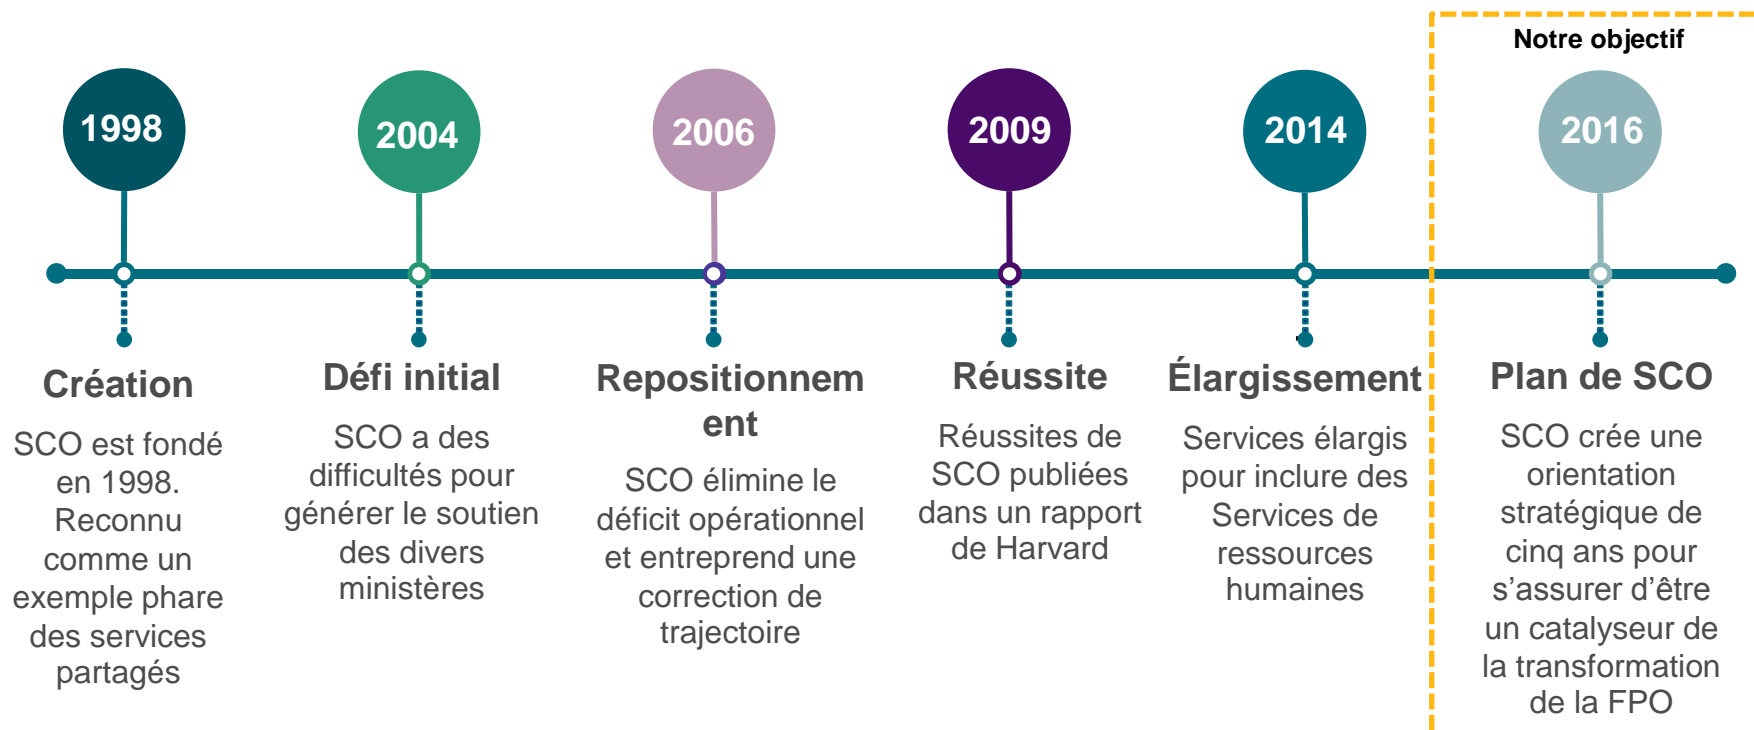 Notre objectif
1998
2004
2006
2009
2014
2016
Création
SCO est fondé
en 1998.
Reconnu
comme un
exemple phare
des services
partagés
Défi initial
SCO a des
difficultés pour
générer le soutien
des divers
ministères
Repositionnem
ent
SCO élimine le
déficit opérationnel
et entreprend une
correction de
trajectoire
Réussite
Réussites de
SCO publiées
dans un rapport
de Harvard
Élargissement
Services élargis
pour inclure des
Services de
ressources
humaines
Plan de SCO
SCO crée une
orientation
stratégique de
cinq ans pour
s’assurer d’être
un catalyseur de
la transformation
de la FPO